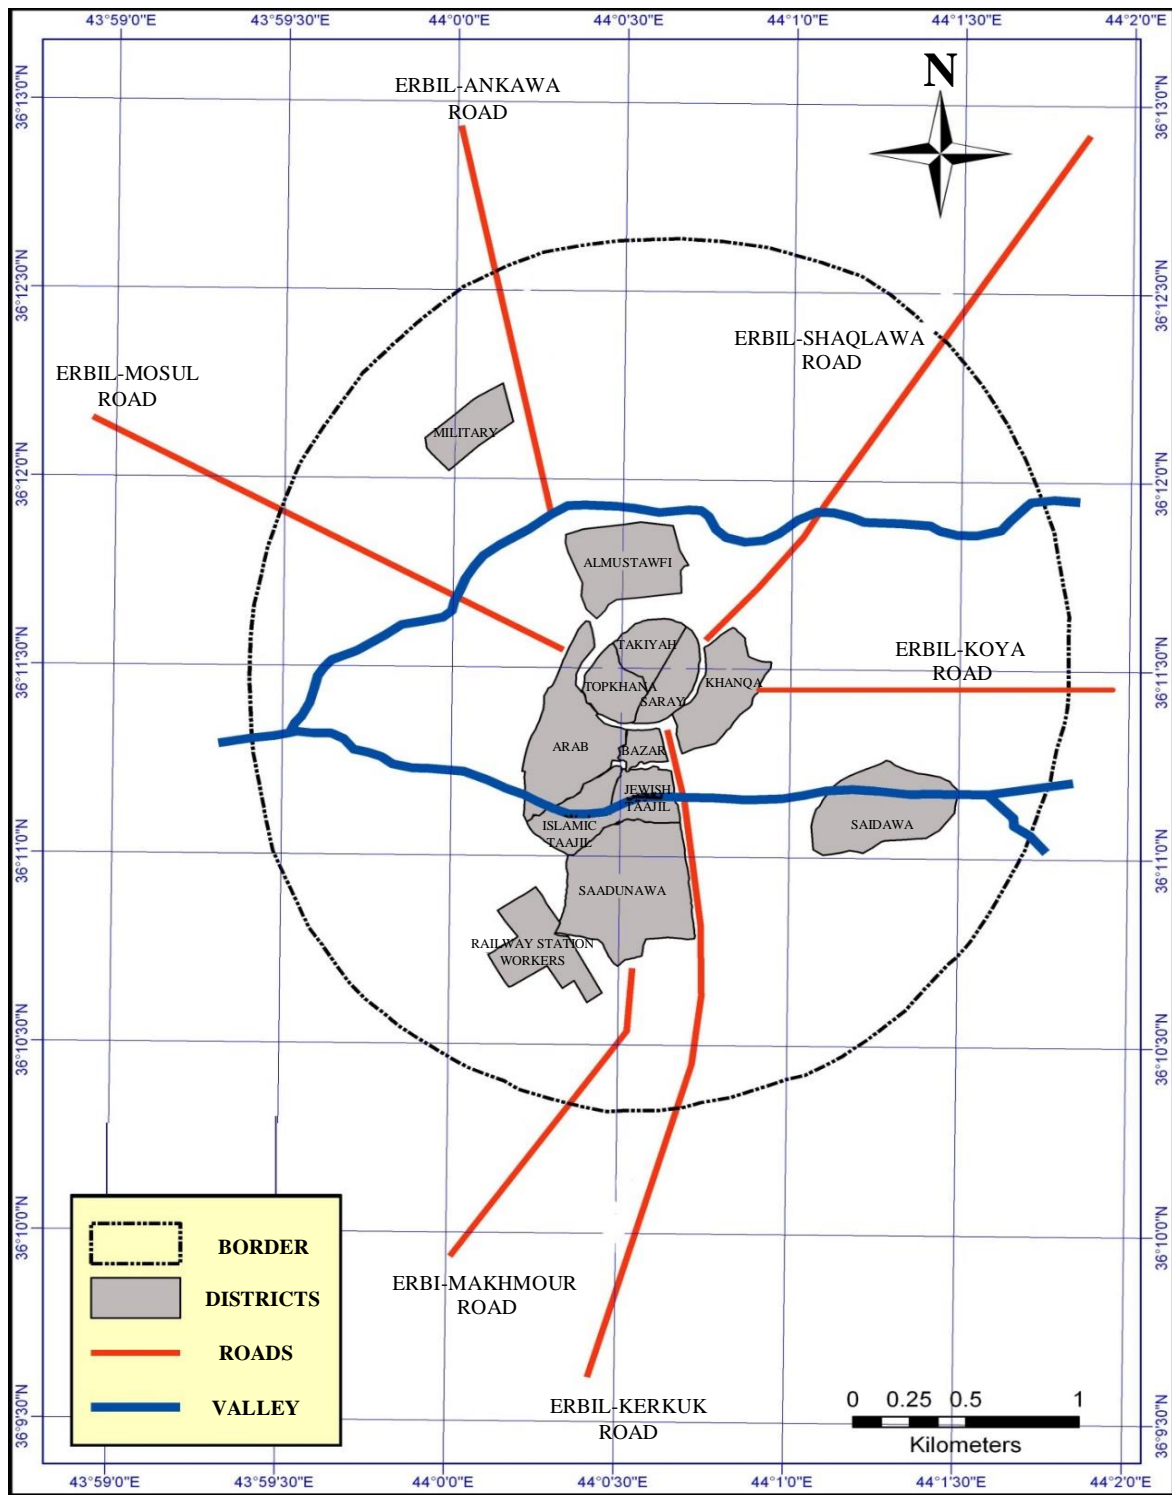 43°59'0"E 43°59'30"E 44°0'0"E 44°0'30"E 44°1'0"E 44°1'30"E 44°2'0"E
N
ERBIL-ANKAWA
ROAD
36°13'0"N 36°13'0"N
36°12'30"N 36°12'30"N
ERBIL-SHAQLAWA
ROAD
ERBIL-MOSUL
ROAD
MILITARY
36°12'0"N 36°12'0"N
ALMUSTAWFI
TAKIYAH
36°11'30"N 36°11'30"N
ERBIL-KOYA
ROAD
TOPKHANA
KHANQA
SARAY
ARAB
BAZAR
JEWISH
TAAJIL
ISLAMIC
TAAJIL
SAIDAWA
36°11'0"N 36°11'0"N
SAADUNAWA
RAILWAY STATION
WORKERS
36°10'30"N 36°10'30"N
36°10'0"N 36°10'0"N
ERBI-MAKHMOUR
ROAD
BORDER
DISTRICTS
ROADS
VALLEY
ERBIL-KERKUK
ROAD
0 0.25 0.5 1
Kilometers
36°9'30"N 36°9'30"N
43°59'0"E 43°59'30"E 44°0'0"E 44°0'30"E 44°1'0"E 44°1'30"E 44°2'0"E